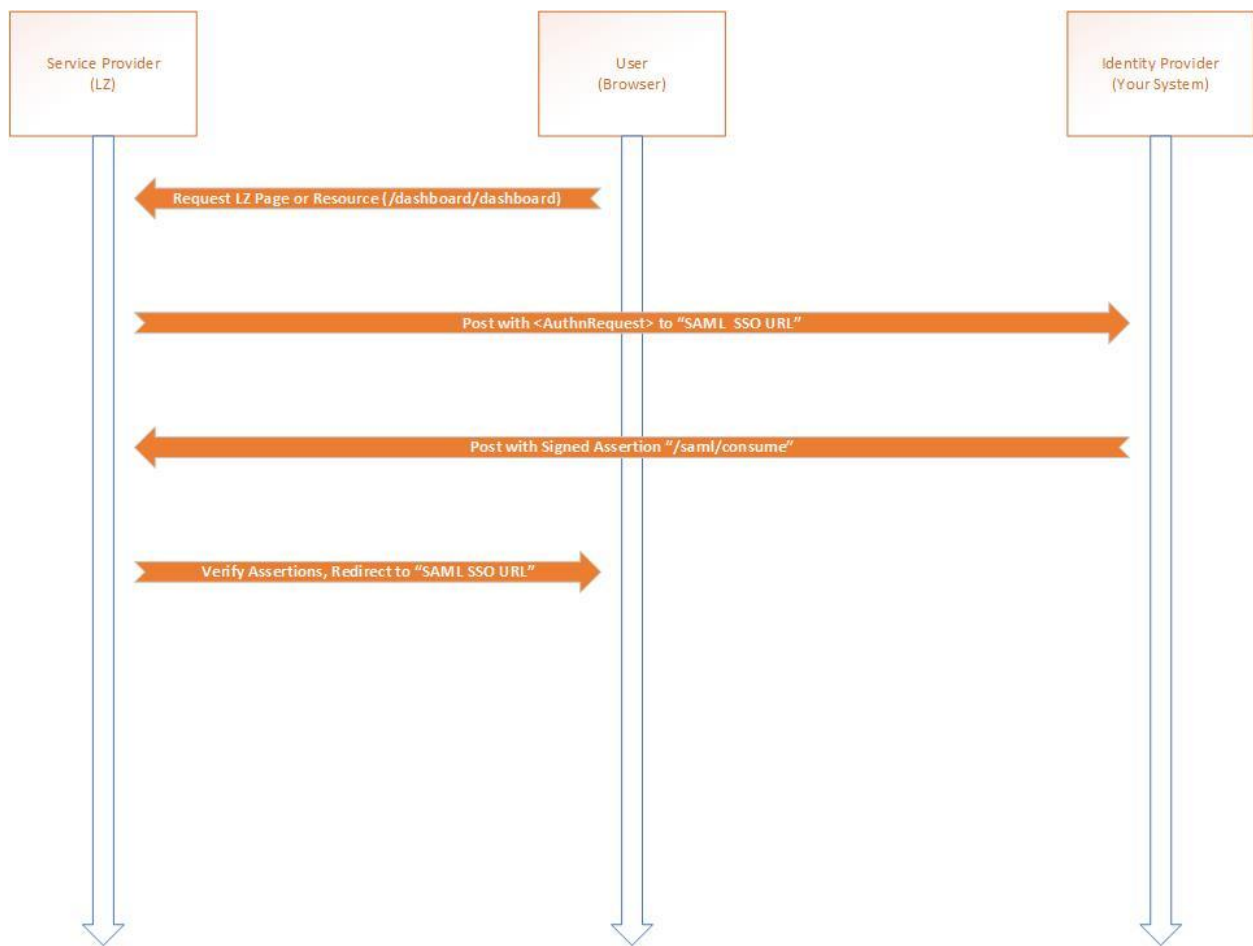 Service Provider
(LZ)
User
(Browser)
Identity Provider
(Your System)
Request LZ Page or Resource (/dashboard/dashboard)
Post with <AuthnRequest> to “SAML SSO URL”
Post with Signed Assertion “/saml/consume”
Verify Assertions, Redirect to “SAML SSO URL”